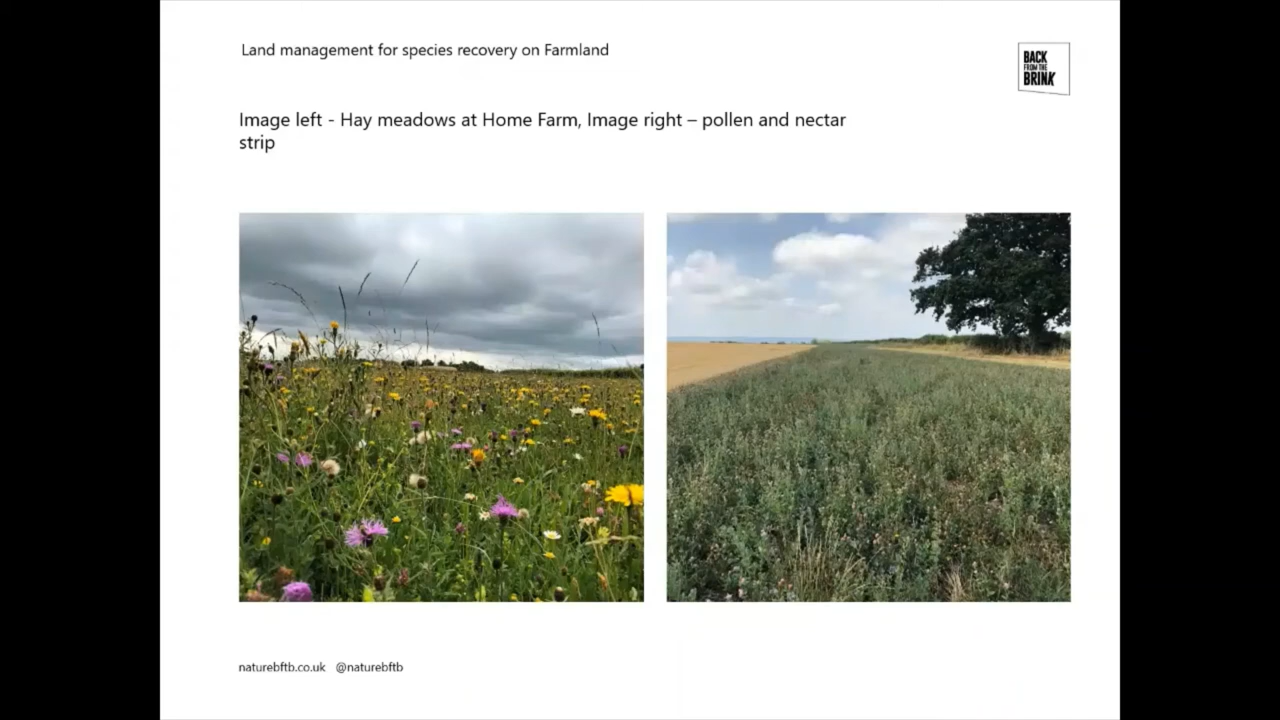 Land management for species recovery on Farmland
BACK
FROM THE
BRINK
Image left - Hay meadows at Home Farm, Image right – pollen and nectar
strip
naturebftb.co.uk @naturebftb